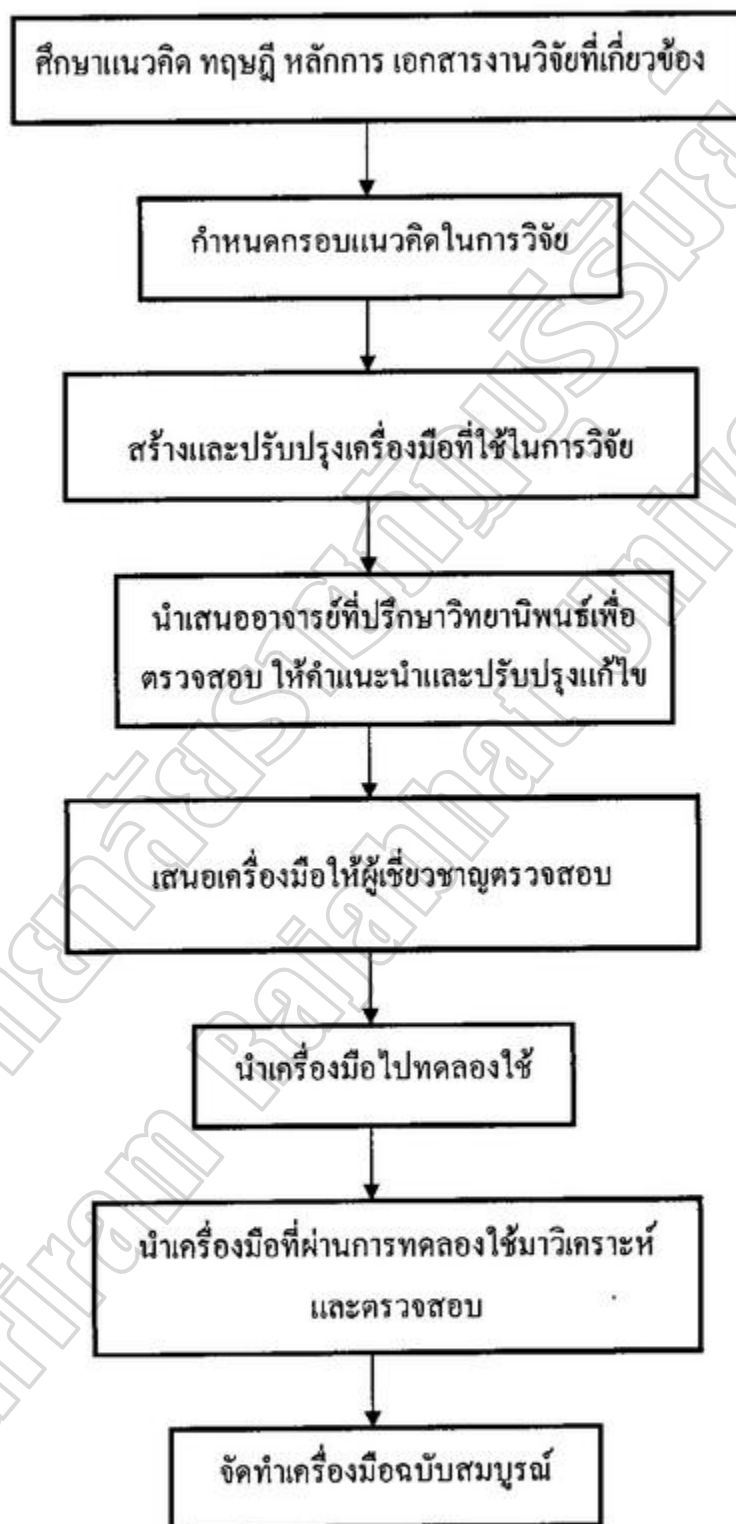 ศึกษาแนวคิด ทฤษฎี หลักการ เอกสารงานวิจัยที่เกี่ยวข้อง
กำหนดกรอบแนวคิดในการวิจัย
สร้างและปรับปรุงเครื่องมือที่ใช้ในการวิจัย
นำเสนออาจารย์ที่ปรึกษาวิทยานิพนธ์เพื่อ
ตรวจสอบ ให้คำแนะนำและปรับปรุงแก้ไข
เสนอเครื่องมือให้ผู้เชี่ยวชาญตรวจสอบ
นำเครื่องมือไปทดลองใช้
นำเครื่องมือที่ผ่านการทดลองใช้มาวิเคราะห์
และตรวจสอบ
จัดทำเครื่องมือฉบับสมบูรณ์